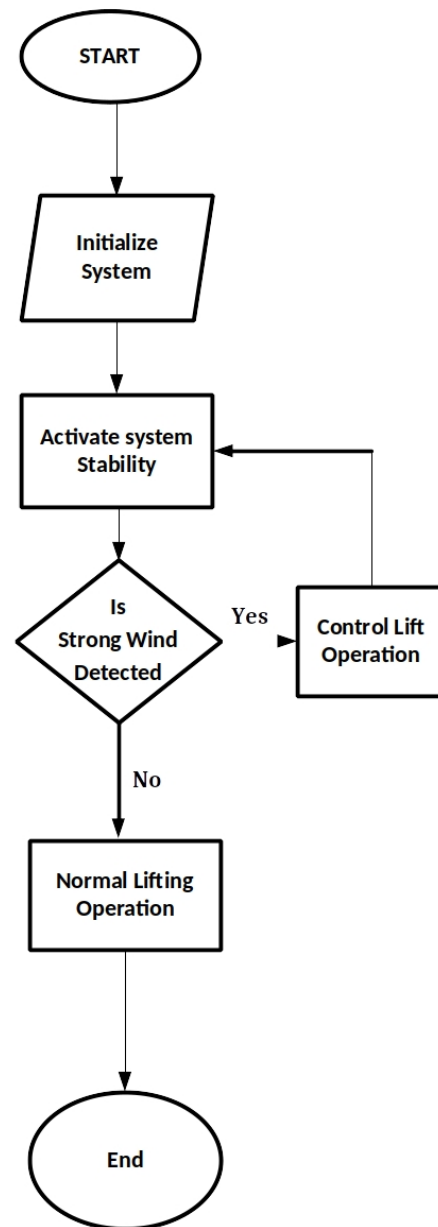 START
Initialize
System
Activate system
Stability
Is
Strong Wind
Detected
Yes
Control Lift
Operation
No
Normal Lifting
Operation
End